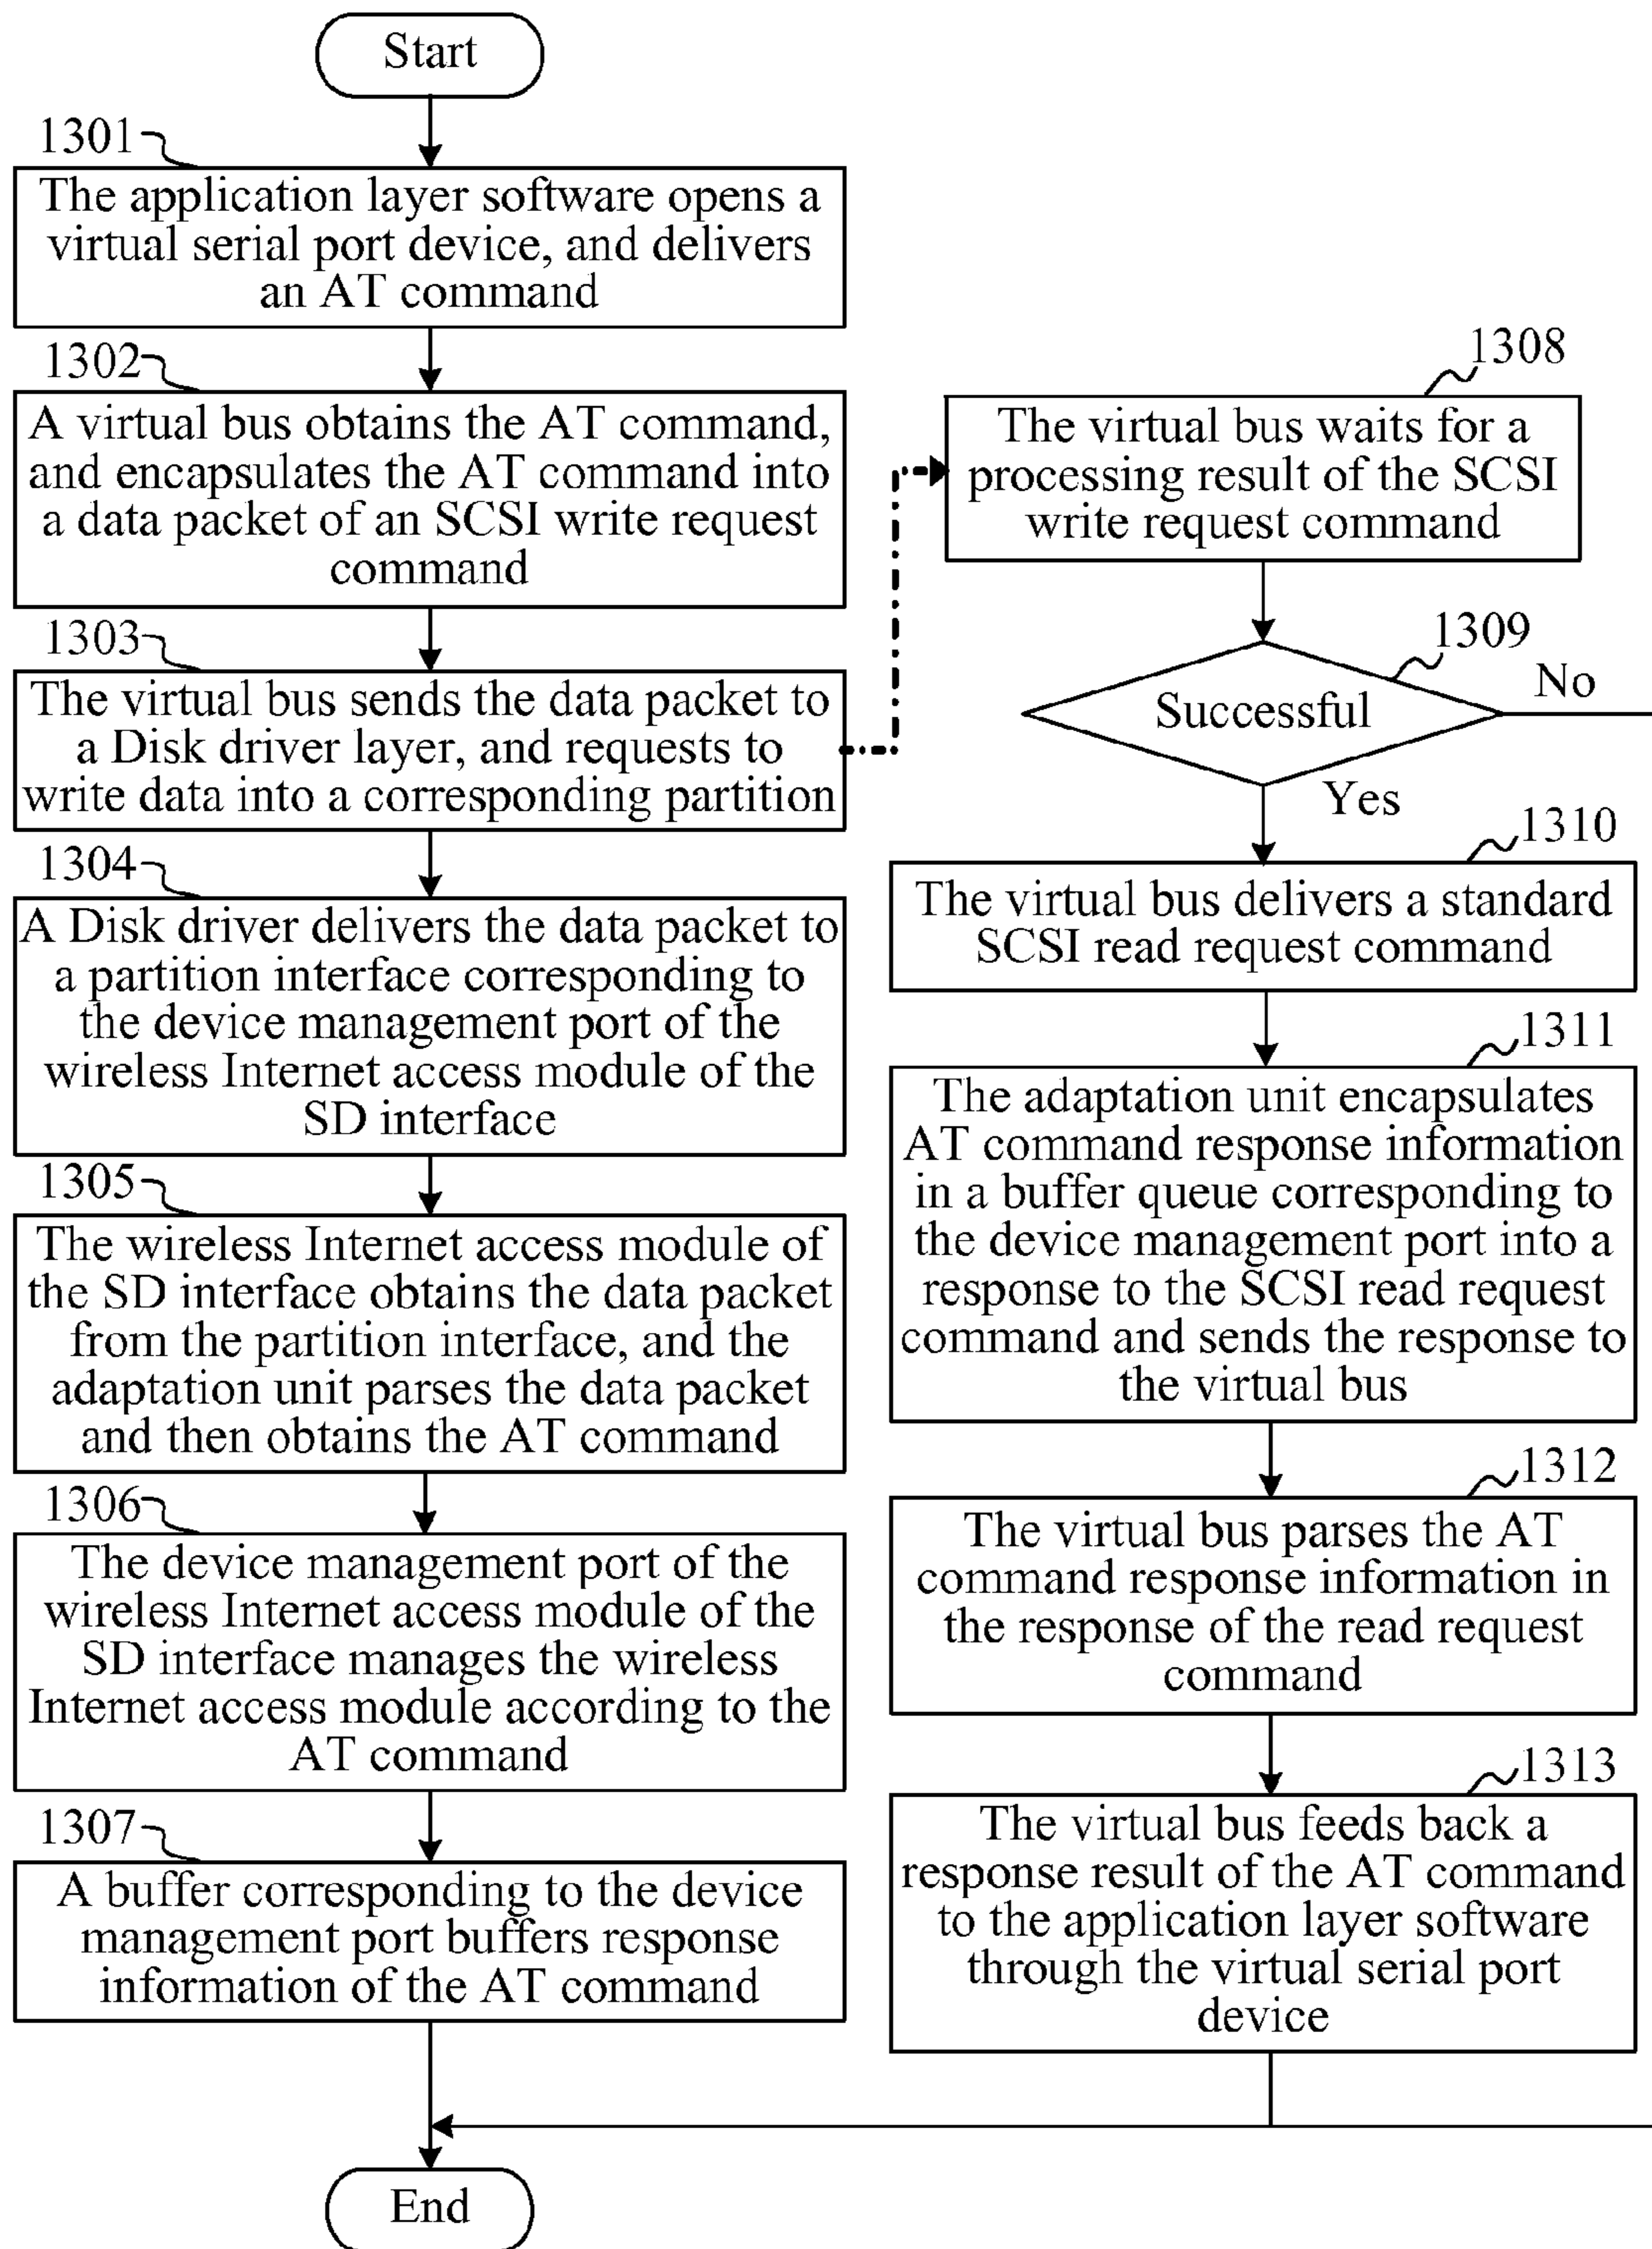 Start
1301
The application layer software opens a
virtual serial port device, and delivers
an AT command
1302
A virtual bus obtains the AT command,
and encapsulates the AT command into
a data packet of an SCSI write request
command
1303
The virtual bus sends the data packet to
a Disk driver layer, and requests to
write data into a corresponding partition
1304
A Disk driver delivers the data packet to
a partition interface corresponding to
the device management port of the
wireless Internet access module of the
SD interface
1305
The wireless Internet access module of
the SD interface obtains the data packet
from the partition interface, and the
adaptation unit parses the data packet
and then obtains the AT command
1306
The device management port of the
wireless Internet access module of the
SD interface manages the wireless
Internet access module according to the
AT command
1307
A buffer corresponding to the device
management port buffers response
information of the AT command
End
1308
The virtual bus waits for a
processing result of the SCSI
write request command
1309
Successful
No
Yes
1310
The virtual bus delivers a standard
SCSI read request command
1311
The adaptation unit encapsulates
AT command response information
in a buffer queue corresponding to
the device management port into a
response to the SCSI read request
command and sends the response to
the virtual bus
1312
The virtual bus parses the AT
command response information in
the response of the read request
command
1313
The virtual bus feeds back a
response result of the AT command
to the application layer software
through the virtual serial port
device